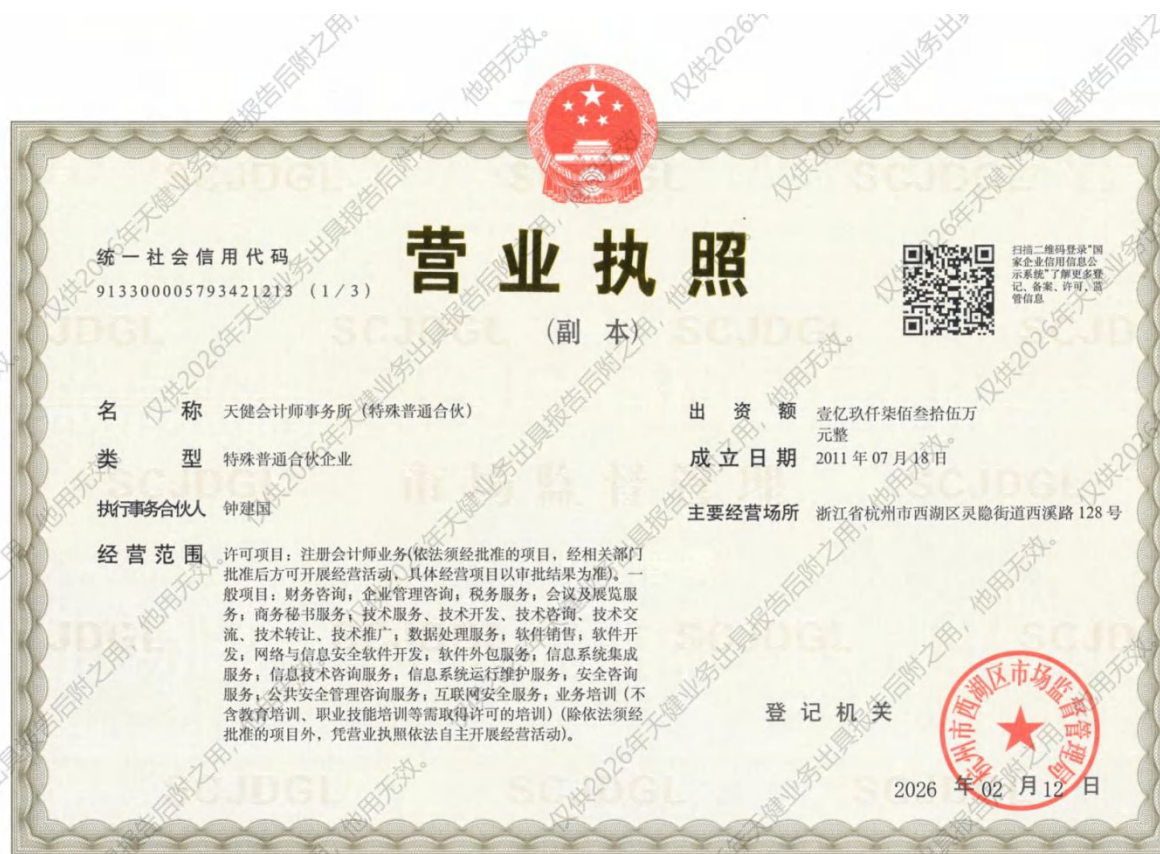 营业执照
(副 本)
统一社会信用代码
913300005793421213 (1/3)
扫描二维码登录“国
家企业信用信息公
示系统”了解更多登
记、备案、许可、监
管信息
名 称 天健会计师事务所(特殊普通合伙)
类 型 特殊普通合伙企业
执行事务合伙人 钟建国
经营范围 许可项目:注册会计师业务(依法须经批准的项目,经相关部门
批准后方可开展经营活动,具体经营项目以审批结果为准)。一
般项目:财务咨询;企业管理咨询;税务服务;会议及展览服
务;商务秘书服务;技术服务、技术开发、技术咨询、技术交
流、技术转让、技术推广;数据处理服务;软件销售;软件开
发;网络与信息安全软件开发;软件外包服务;信息系统集成
服务;信息技术咨询服务;信息系统运行维护服务;安全咨询
服务;公共安全管理咨询服务;互联网安全服务;业务培训(不
含教育培训、职业技能培训等需取得许可的培训)(除依法须经
批准的项目外,凭营业执照依法自主开展经营活动)。
出 资 额 壹亿玖仟柒佰叁拾伍万
元整
成立日期 2011 年 07 月 18 日
主要经营场所 浙江省杭州市西湖区灵隐街道西溪路 128 号
登记机关
杭州市西湖区市场监督管理局
2026 年 02 月 12 日
仅供2026年天健业务出具报告后附之用,他用无效。
SCJDGL
市场监督管理